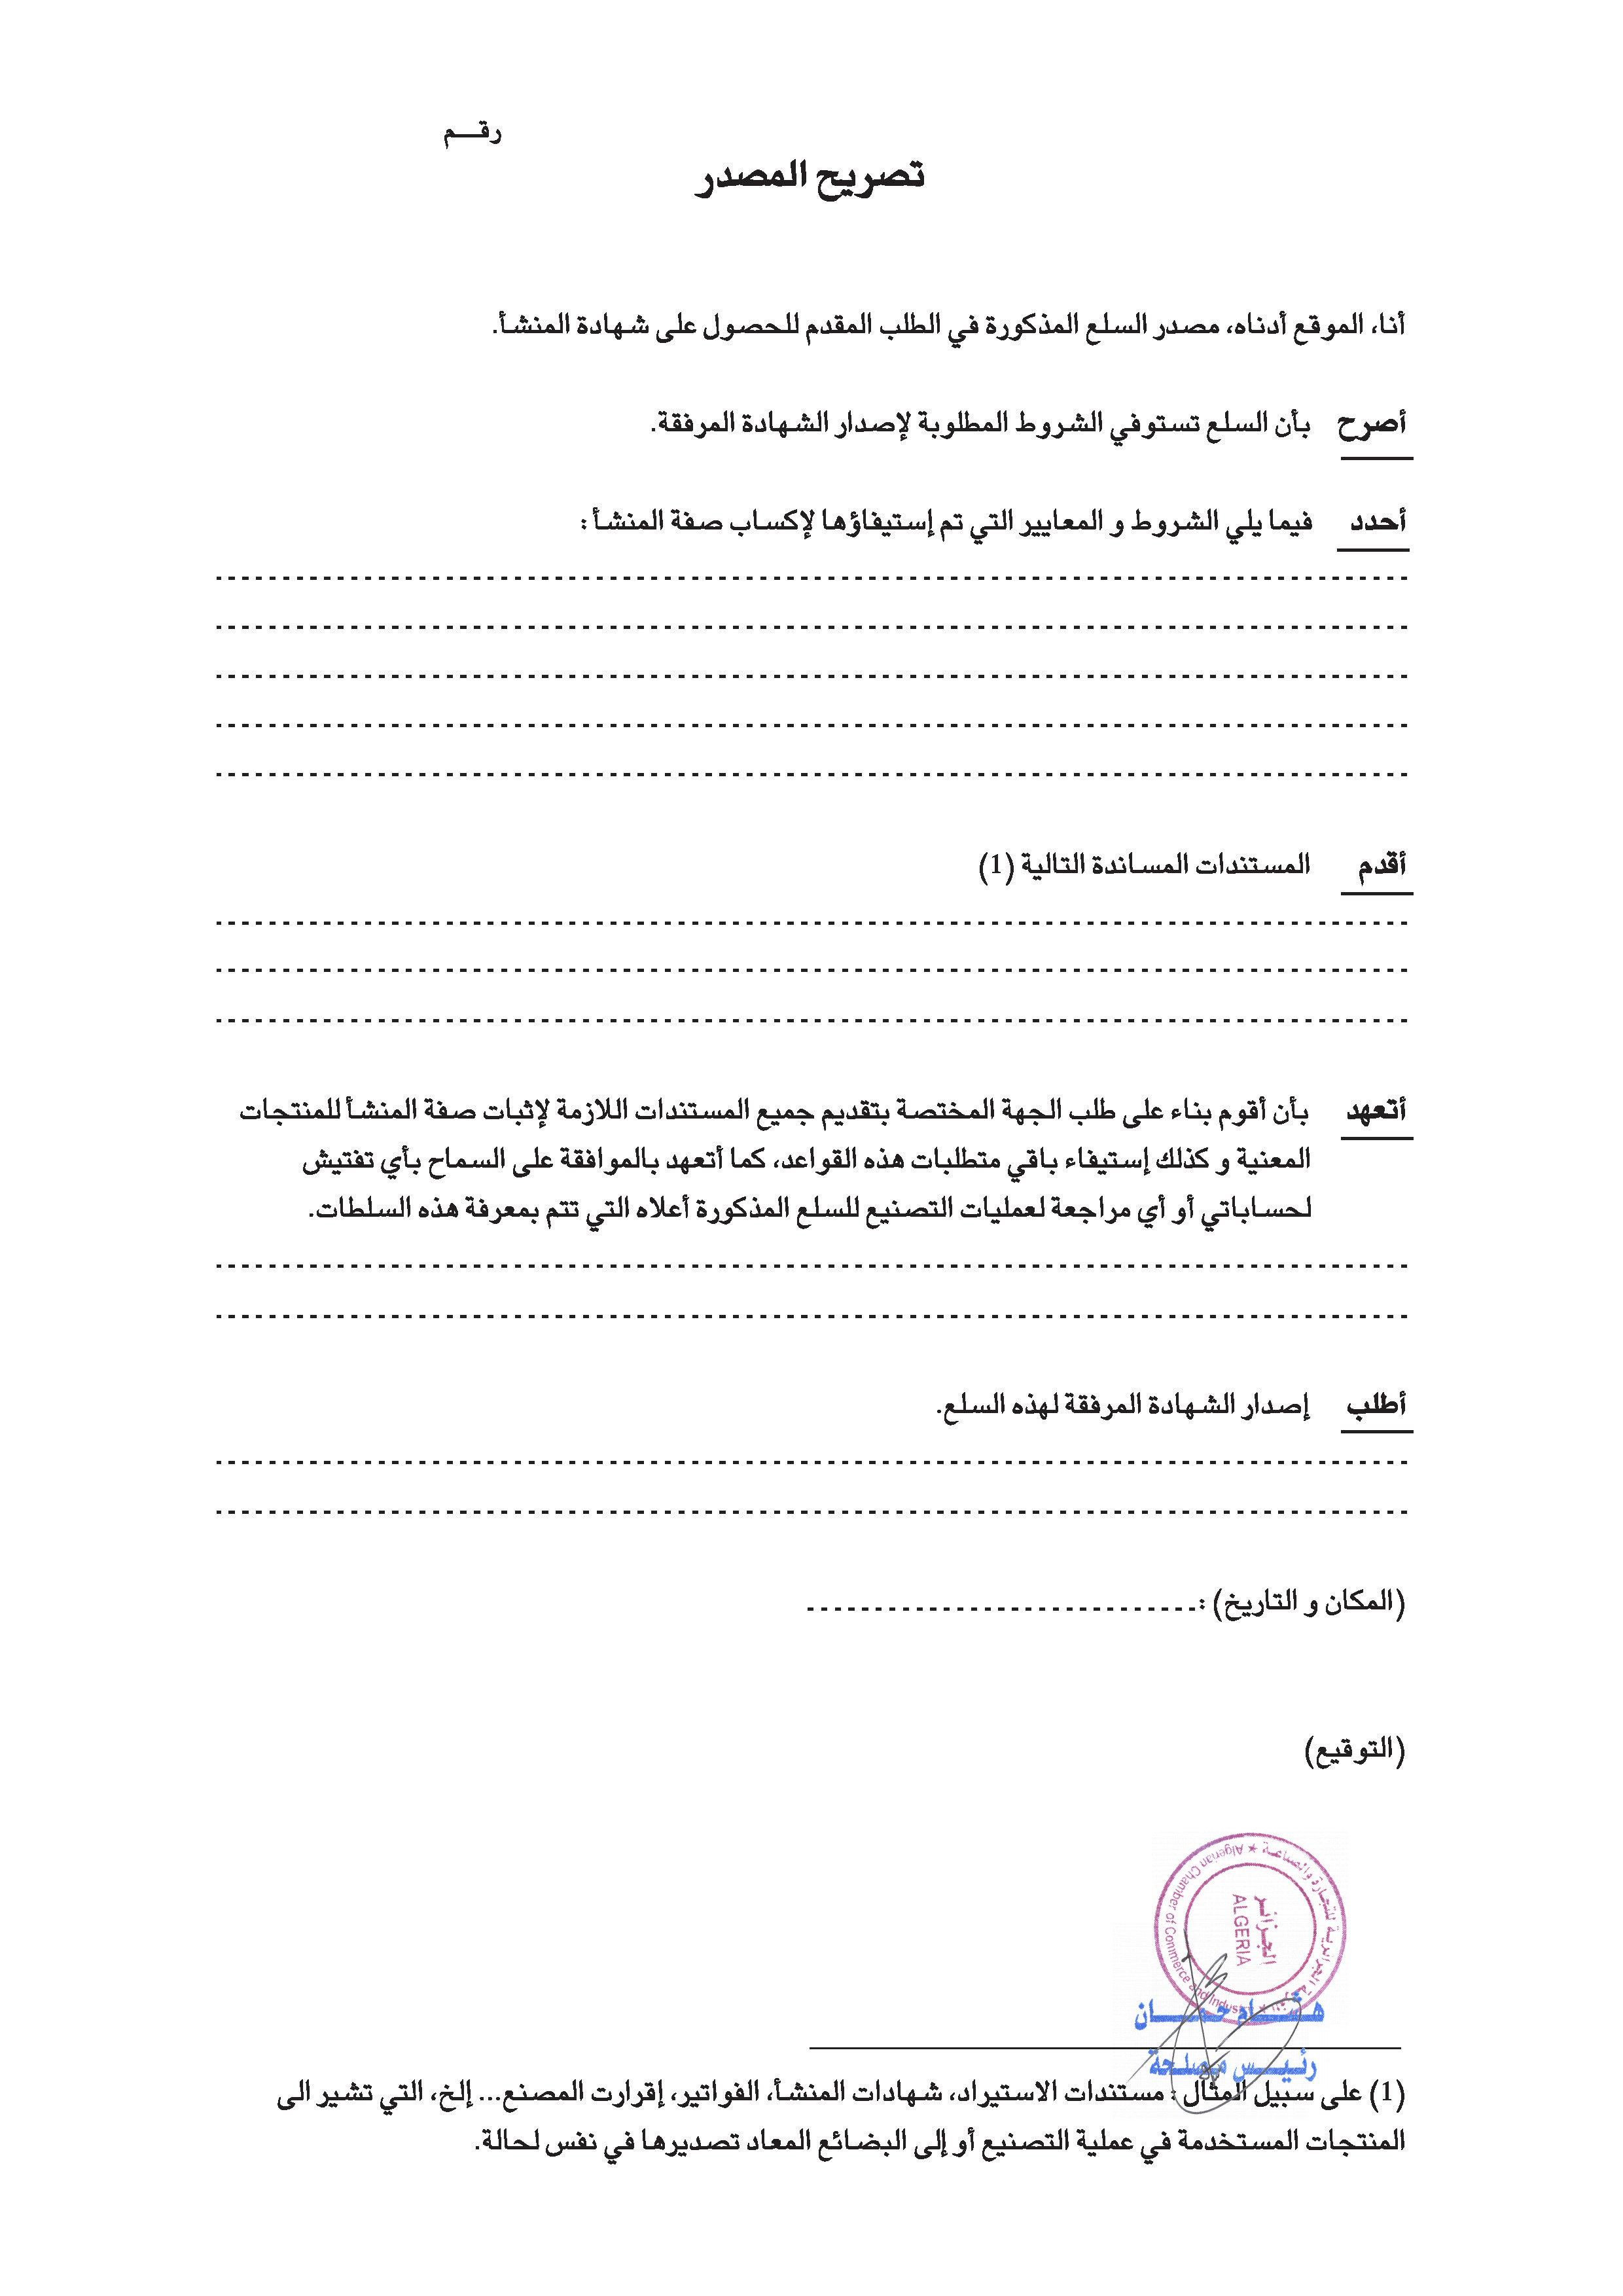 رقـــم
تصريح المصدر
أنا، الموقع أدناه، مصدر السلع المذكورة في الطلب المقدم للحصول على شهادة المنشأ.
أصرح بأن السلع تستوفي الشروط المطلوبة لإصدار الشهادة المرفقة.
أحدد فيما يلي الشروط و المعايير التي تم إستيفاؤها لإكساب صفة المنشأ :
أقدم المستندات المساندة التالية (1)
أتعهد بأن أقوم بناء على طلب الجهة المختصة بتقديم جميع المستندات اللازمة لإثبات صفة المنشأ للمنتجات
المعنية و كذلك إستيفاء باقي متطلبات هذه القواعد، كما أتعهد بالموافقة على السماح بأي تفتيش
لحساباتي أو أي مراجعة لعمليات التصنيع للسلع المذكورة أعلاه التي تتم بمعرفة هذه السلطات.
أطلب إصدار الشهادة المرفقة لهذه السلع.
(المكان و التاريخ) :
(التوقيع)
الغرفة الجزائرية للتجارة والصناعة ★ Algerian Chamber of Commerce and Industry ★
الجزائر
ALGERIA
هشام حمان
رئيس مصلحة
(1) على سبيل المثال : مستندات الاستيراد، شهادات المنشأ، الفواتير، إقرارت المصنع... إلخ، التي تشير الى
المنتجات المستخدمة في عملية التصنيع أو إلى البضائع المعاد تصديرها في نفس لحالة.